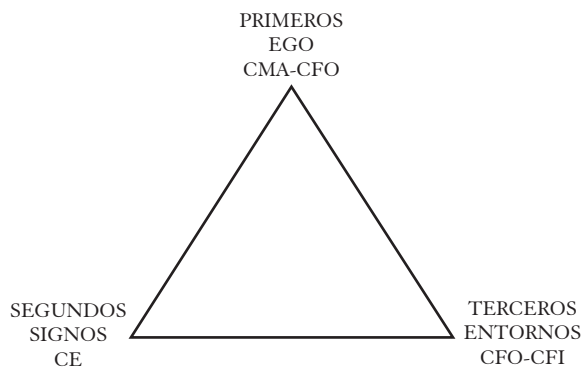 PRIMEROS
EGO
CMA-CFO
SEGUNDOS
SIGNOS
CE
TERCEROS
ENTORNOS
CFO-CFI